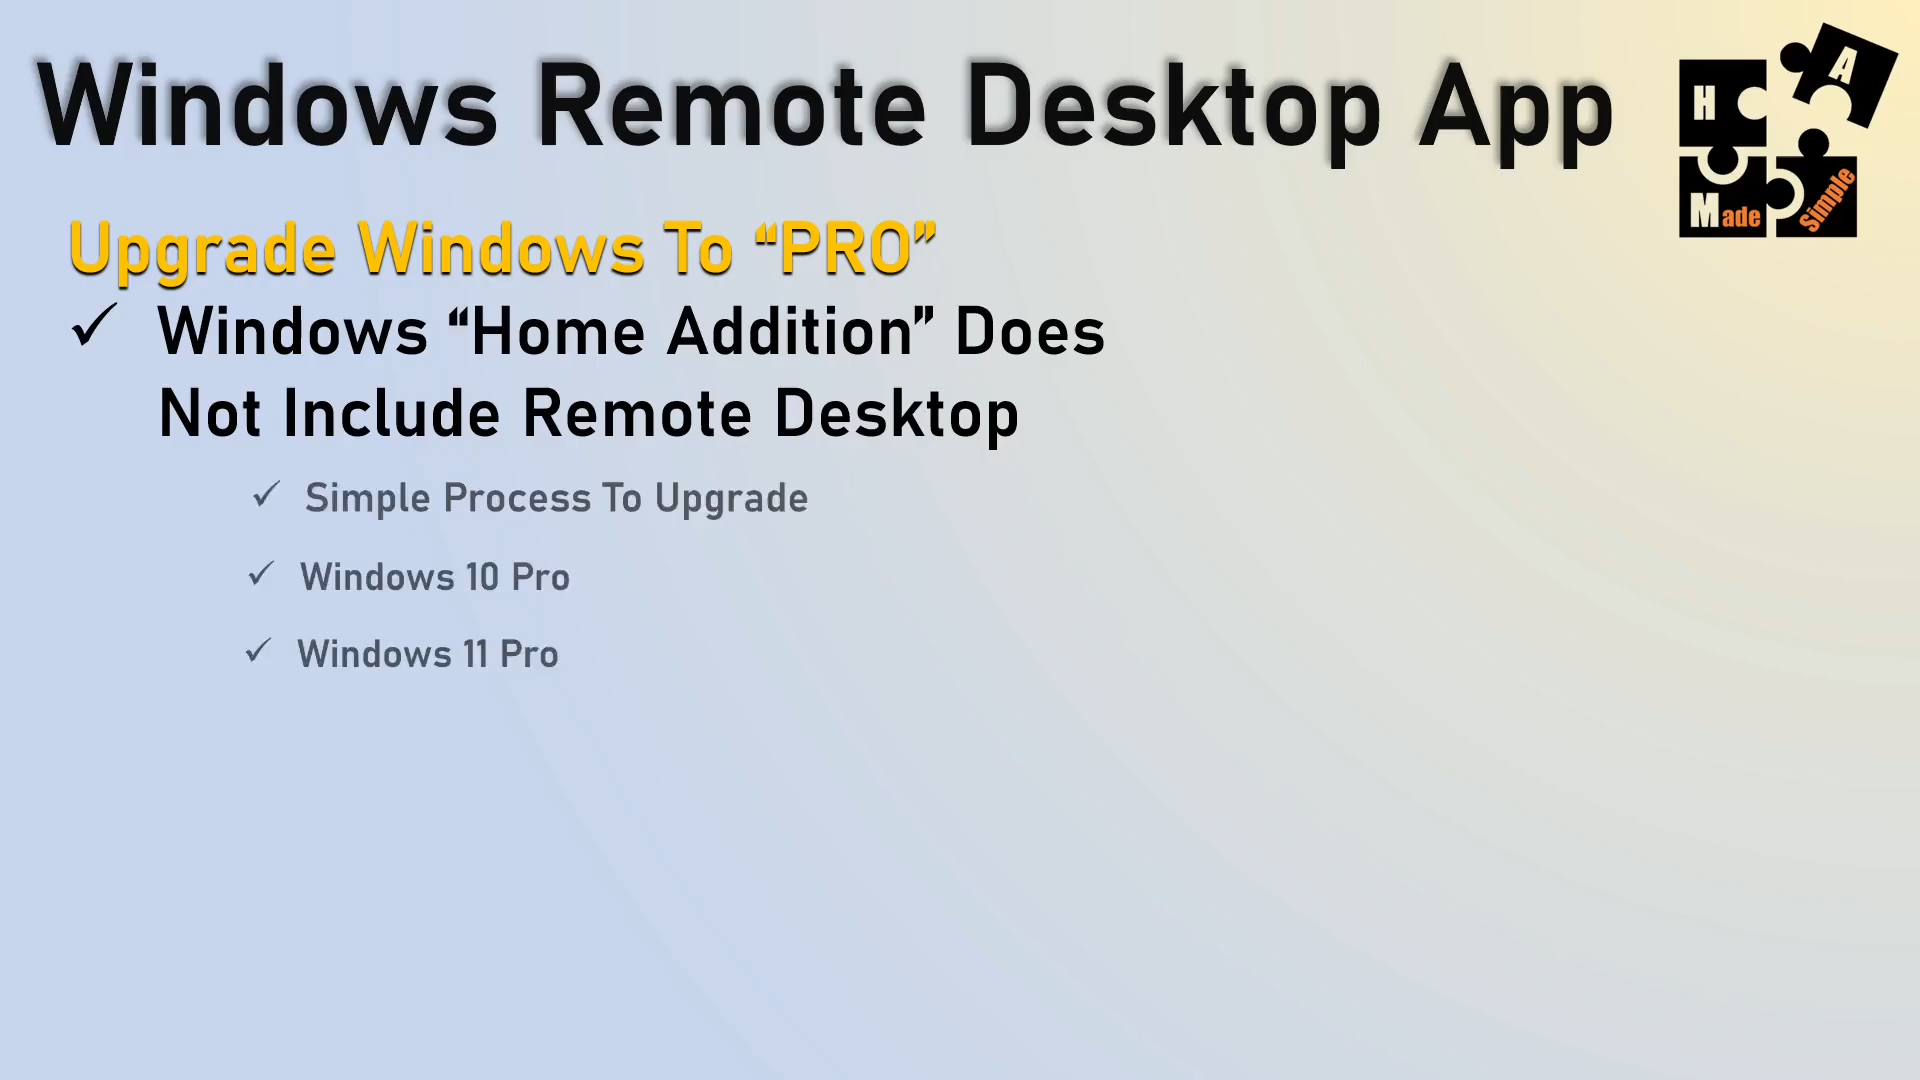 Windows Remote Desktop App
H A
Made Simple
Upgrade Windows To “PRO”
✓ Windows “Home Addition” Does
Not Include Remote Desktop
✓ Simple Process To Upgrade
✓ Windows 10 Pro
✓ Windows 11 Pro